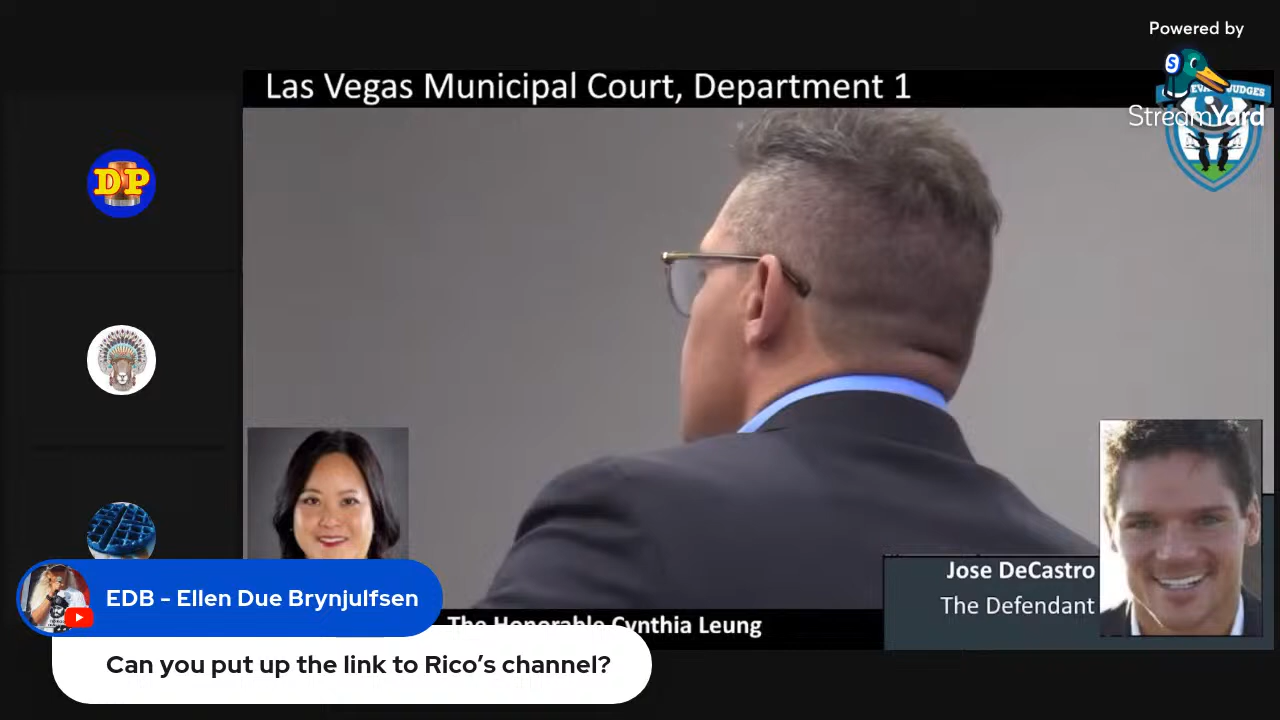 Powered by
StreamYard
Las Vegas Municipal Court, Department 1
JUDGES
DP
EDB - Ellen Due Brynjulfsen
Can you put up the link to Rico's channel?
The Honorable Cynthia Leung
Jose DeCastro
The Defendant